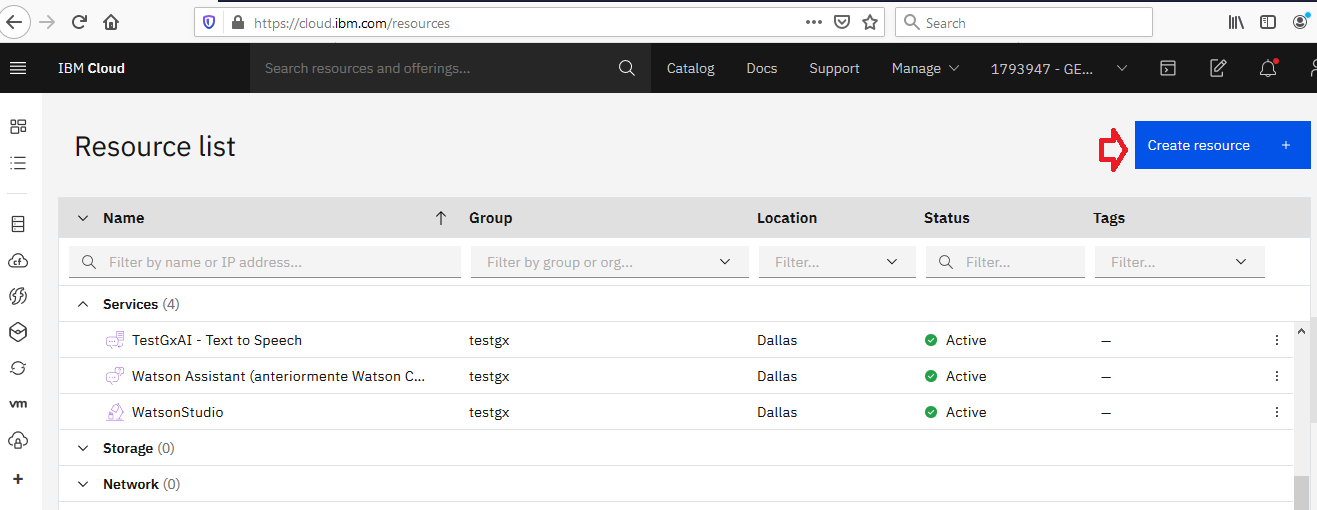 https://cloud.ibm.com/resources
Search
IBM Cloud
Search resources and offerings...
Catalog
Docs
Support
Manage
1793947 - GE...
Resource list
Create resource +
Name
Group
Location
Status
Tags
Filter by name or IP address...
Filter by group or org...
Filter...
Filter...
Filter...
Services (4)
TestGxAI - Text to Speech testgx Dallas Active –
Watson Assistant (anteriormente Watson C... testgx Dallas Active –
WatsonStudio testgx Dallas Active –
Storage (0)
Network (0)
cf
vm